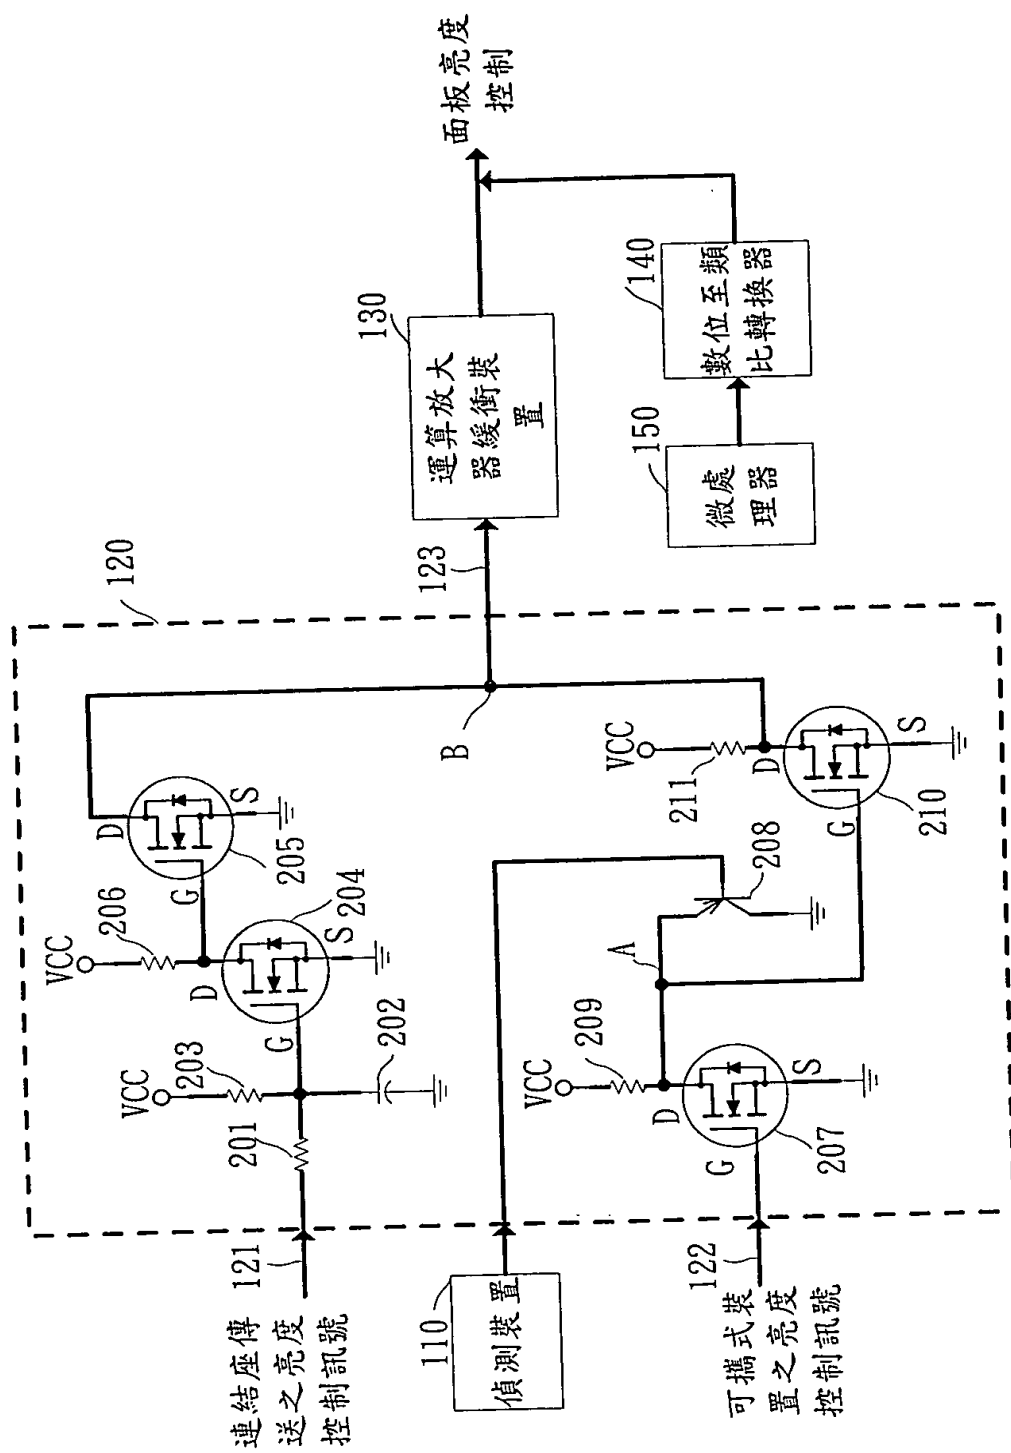 連結座傳
送之亮度
控制訊號
121
201
VCC
203
202
G
D
S
204
VCC
206
G
D
S
205
120
110
偵測裝置
可攜式裝
置之亮度
控制訊號
122
G
D
S
207
VCC
209
A
208
VCC
211
G
D
S
210
B
123
130
運算放大
器緩衝裝
置
面板亮度
控制
150
微處
理器
140
數位至類
比轉換器